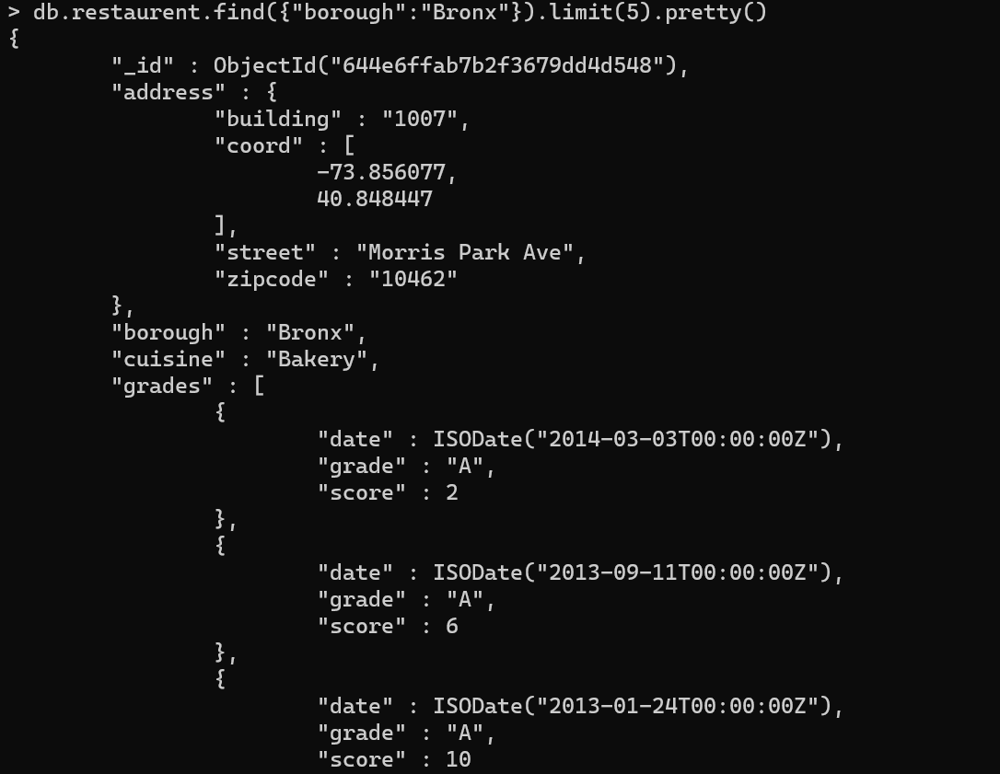 > db.restaurent.find({"borough":"Bronx"}).limit(5).pretty()
{
        "_id" : ObjectId("644e6ffab7b2f3679dd4d548"),
        "address" : {
                "building" : "1007",
                "coord" : [
                        -73.856077,
                        40.848447
                ],
                "street" : "Morris Park Ave",
                "zipcode" : "10462"
        },
        "borough" : "Bronx",
        "cuisine" : "Bakery",
        "grades" : [
                {
                        "date" : ISODate("2014-03-03T00:00:00Z"),
                        "grade" : "A",
                        "score" : 2
                },
                {
                        "date" : ISODate("2013-09-11T00:00:00Z"),
                        "grade" : "A",
                        "score" : 6
                },
                {
                        "date" : ISODate("2013-01-24T00:00:00Z"),
                        "grade" : "A",
                        "score" : 10